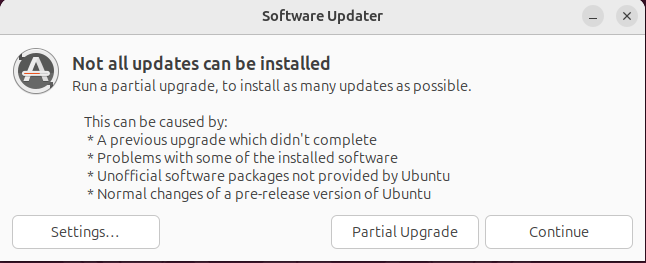 Software Updater
Not all updates can be installed
Run a partial upgrade, to install as many updates as possible.
This can be caused by:
* A previous upgrade which didn't complete
* Problems with some of the installed software
* Unofficial software packages not provided by Ubuntu
* Normal changes of a pre-release version of Ubuntu
Settings…
Partial Upgrade
Continue